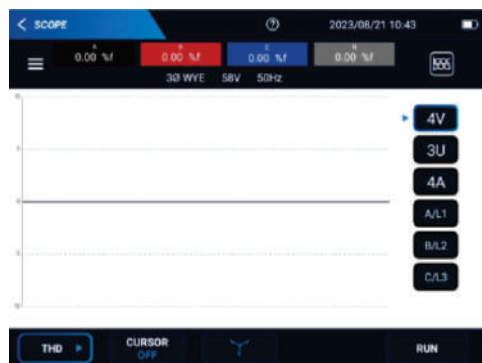 SCOPE 2023/08/21 10:43
A B C N
0.00 %f 0.00 %f 0.00 %f 0.00 %f
3Ø WYE 58V 50Hz
4V
3U
4A
A/L1
B/L2
C/L3
THD CURSOR RUN
OFF